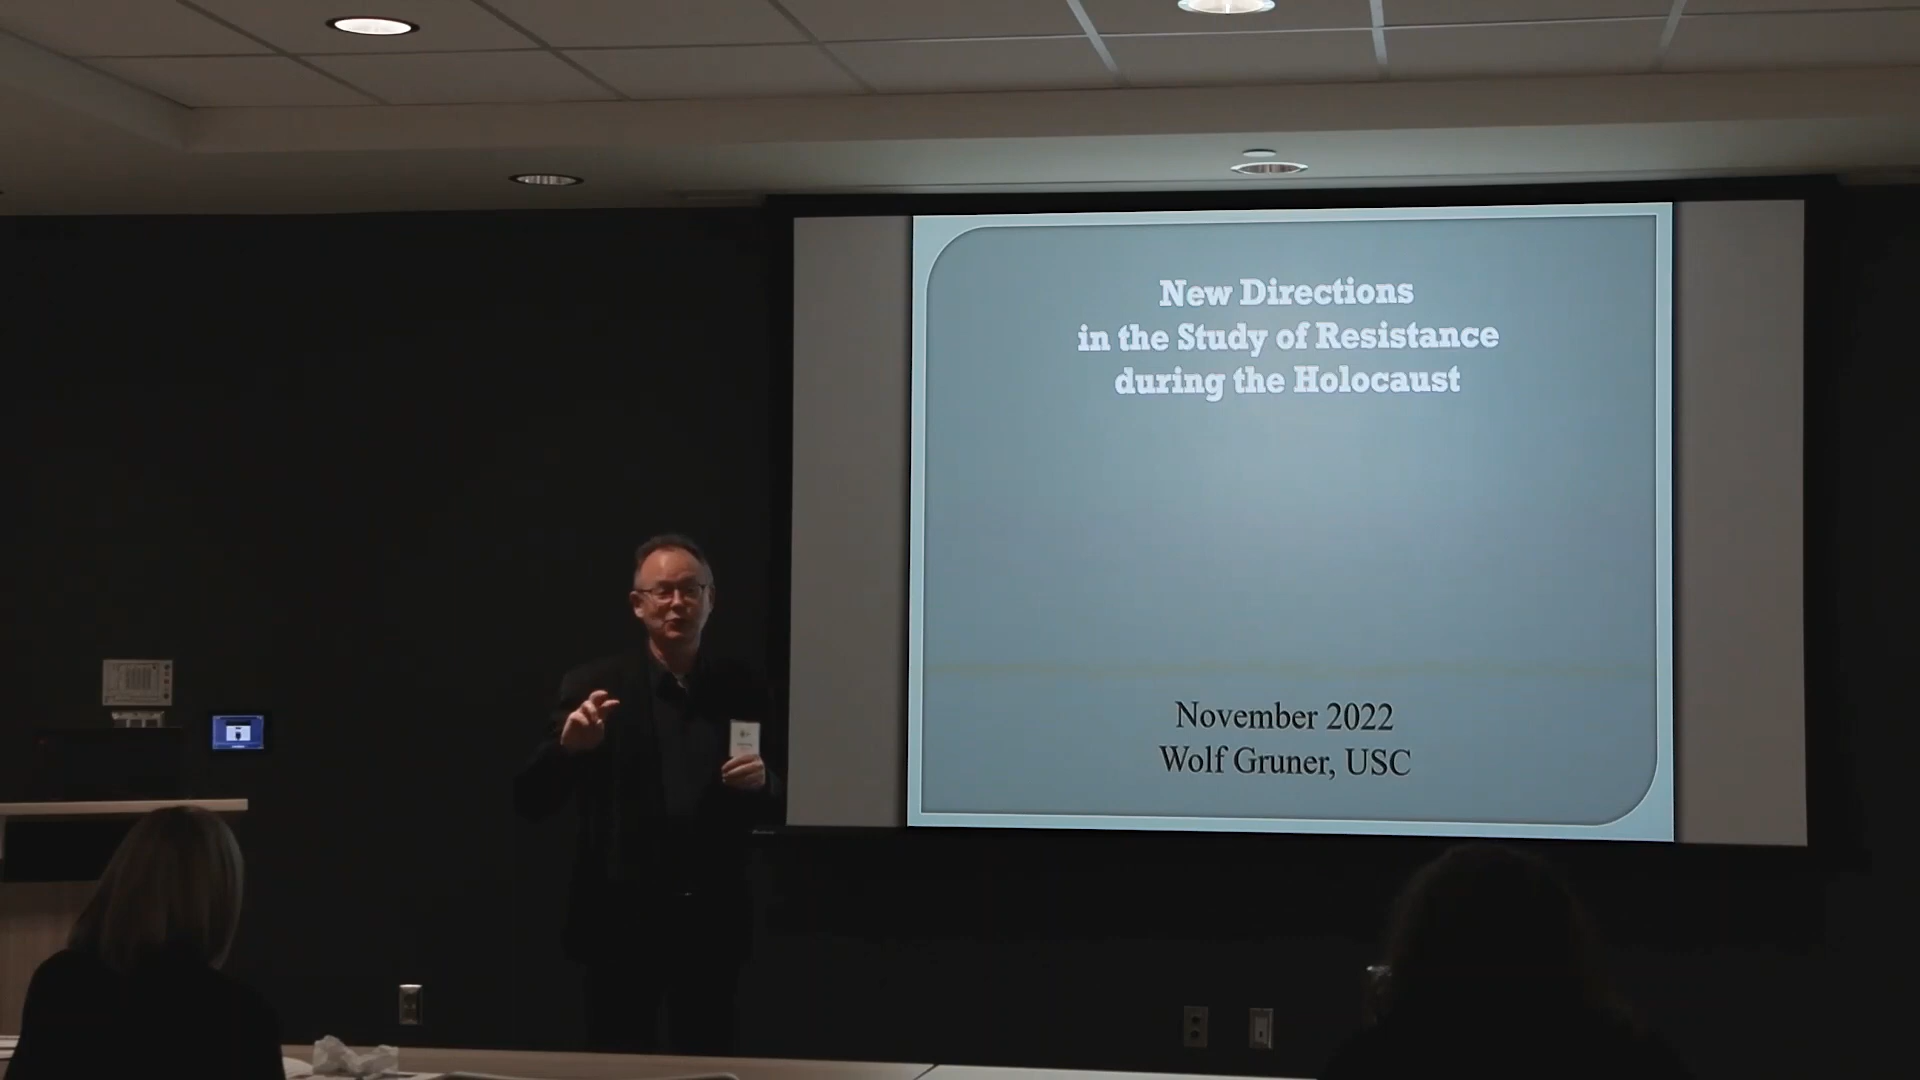 New Directions
in the Study of Resistance
during the Holocaust
November 2022
Wolf Gruner, USC